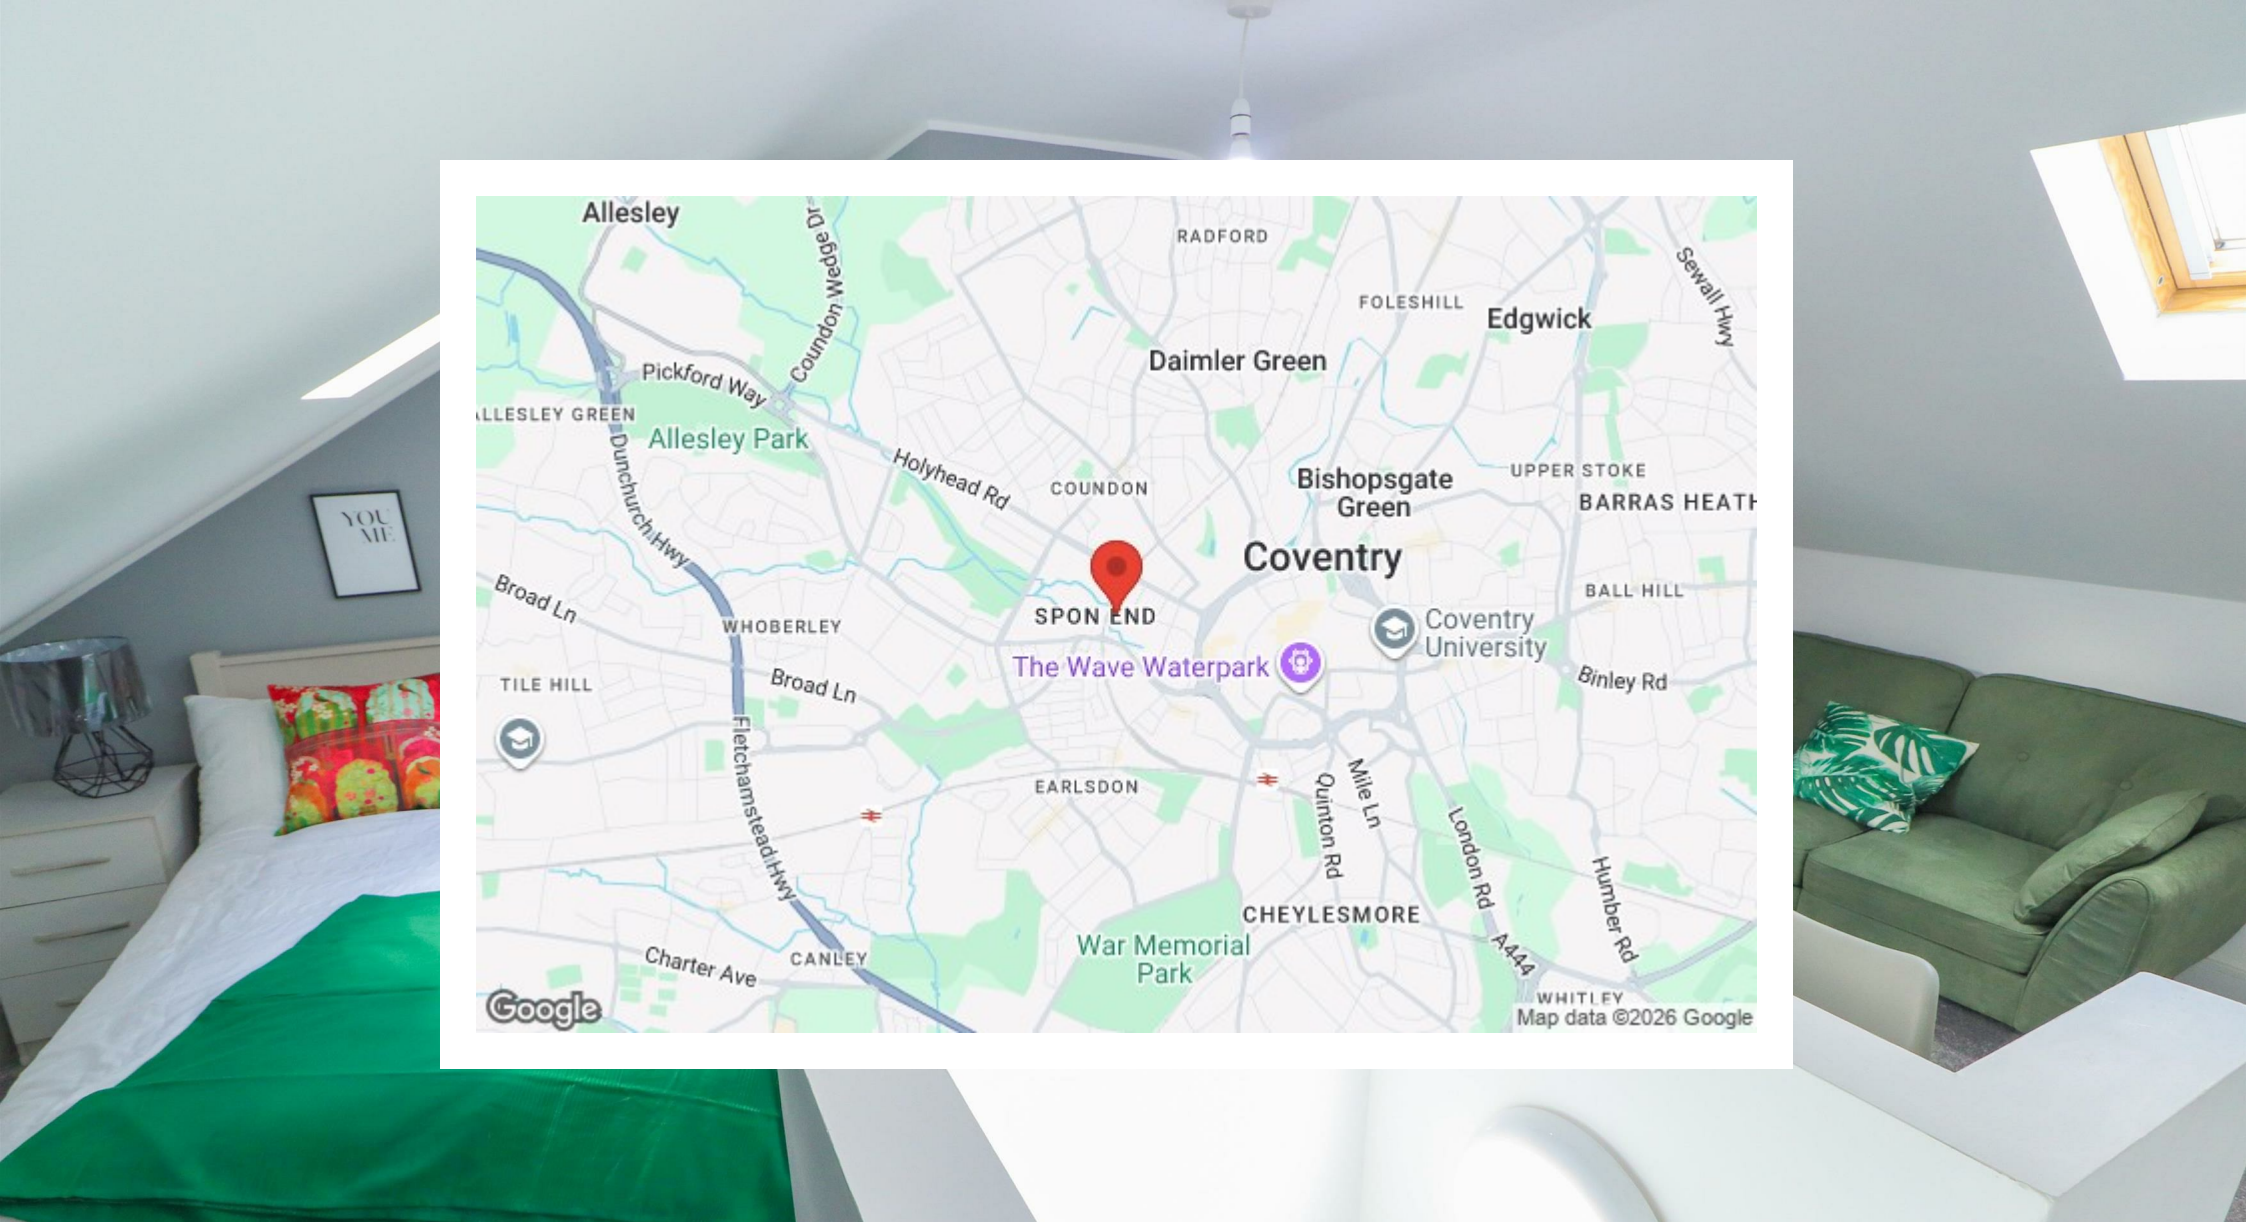 Allesley
Coundon Wedge Dr
RADFORD
Sewall Hwy
FOLESHILL
Edgwick
Daimler Green
Pickford Way
ALLESLEY GREEN
Allesley Park
Dunchurch Hwy
Holyhead Rd
COUNDON
Bishopsgate
Green
UPPER STOKE
BARRAS HEATH
YOU
ME
Coventry
Broad Ln
SPON END
BALL HILL
WHOBERLEY
Coventry
University
The Wave Waterpark
TILE HILL
Broad Ln
Binley Rd
Fletchamstead Hwy
EARLSDON
Quinton Rd
Mile Ln
London Rd
Humber Rd
CHEYLESMORE
War Memorial
Park
A444
Charter Ave
CANLEY
WHITLEY
Google
Map data ©2026 Google